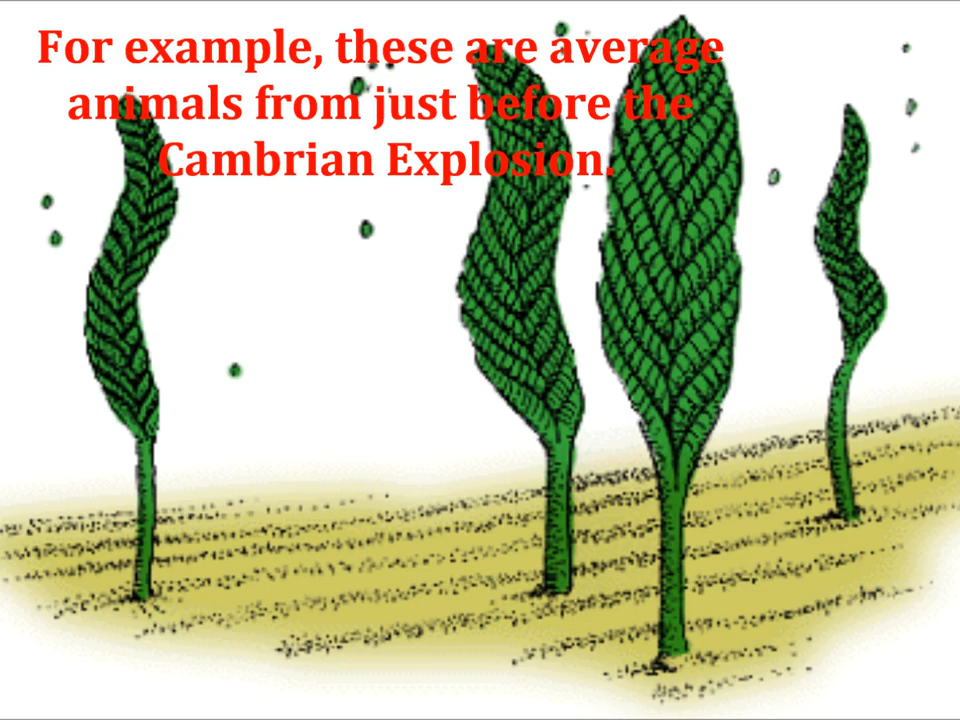 For example, these are average
animals from just before the
Cambrian Explosion.